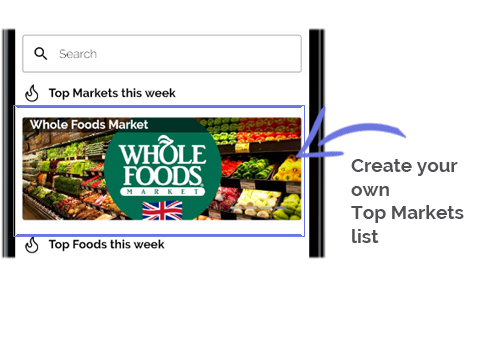 Search
Top Markets this week
Whole Foods Market
WHOLE
FOODS
MARKET
Top Foods this week
Create your
own
Top Markets
list